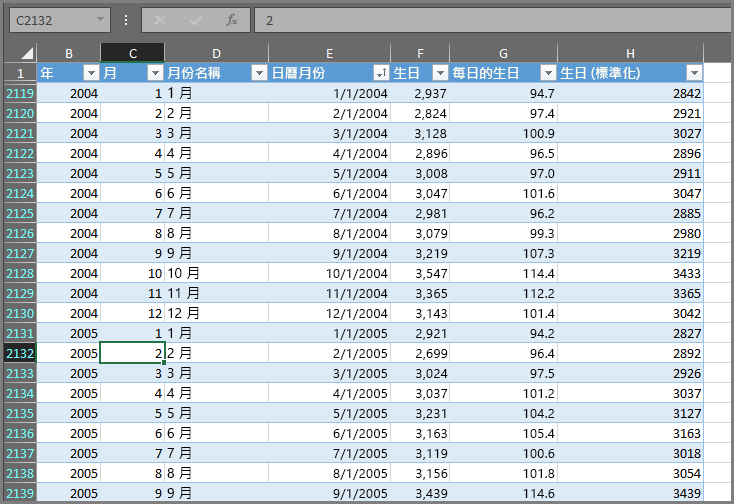 C2132 fx 2
B C D E F G H
1 年 月 月份名稱 日曆月份 生日 每日的生日 生日 (標準化)
2119 2004 1 1 月 1/1/2004 2,937 94.7 2842
2120 2004 2 2 月 2/1/2004 2,824 97.4 2921
2121 2004 3 3 月 3/1/2004 3,128 100.9 3027
2122 2004 4 4 月 4/1/2004 2,896 96.5 2896
2123 2004 5 5 月 5/1/2004 3,008 97.0 2911
2124 2004 6 6 月 6/1/2004 3,047 101.6 3047
2125 2004 7 7 月 7/1/2004 2,981 96.2 2885
2126 2004 8 8 月 8/1/2004 3,079 99.3 2980
2127 2004 9 9 月 9/1/2004 3,219 107.3 3219
2128 2004 10 10 月 10/1/2004 3,547 114.4 3433
2129 2004 11 11 月 11/1/2004 3,365 112.2 3365
2130 2004 12 12 月 12/1/2004 3,143 101.4 3042
2131 2005 1 1 月 1/1/2005 2,921 94.2 2827
2132 2005 2 2 月 2/1/2005 2,699 96.4 2892
2133 2005 3 3 月 3/1/2005 3,024 97.5 2926
2134 2005 4 4 月 4/1/2005 3,037 101.2 3037
2135 2005 5 5 月 5/1/2005 3,231 104.2 3127
2136 2005 6 6 月 6/1/2005 3,163 105.4 3163
2137 2005 7 7 月 7/1/2005 3,119 100.6 3018
2138 2005 8 8 月 8/1/2005 3,156 101.8 3054
2139 2005 9 9 月 9/1/2005 3,439 114.6 3439